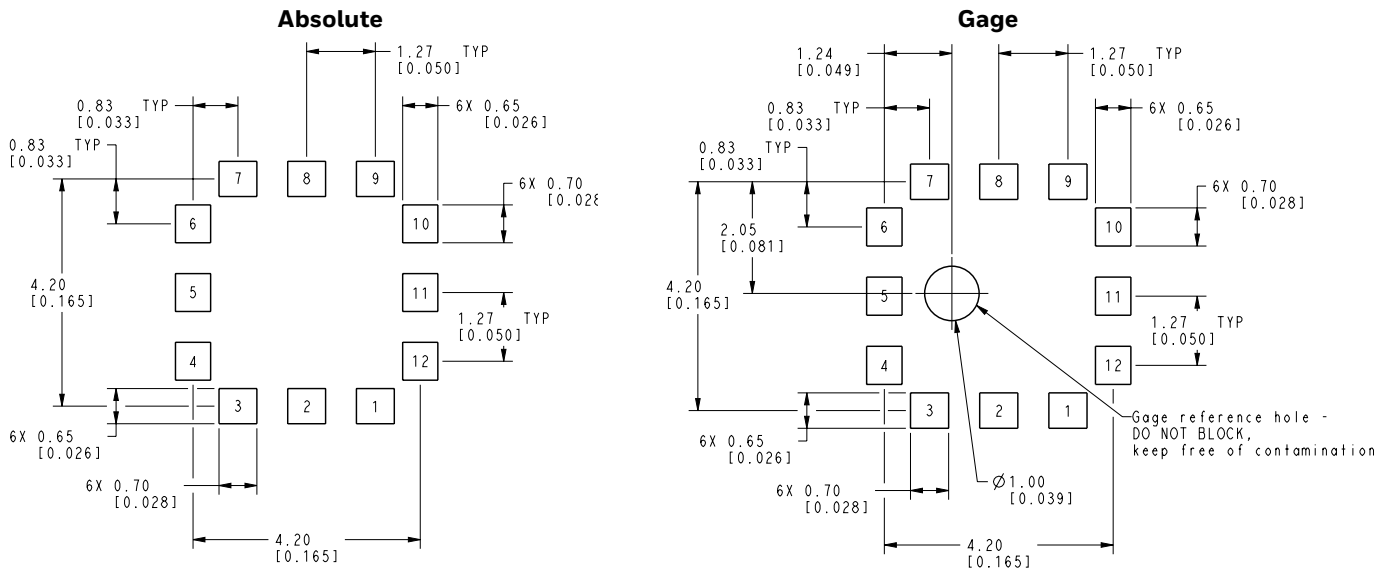 Absolute
1.27 TYP
[0.050]
0.83 TYP
[0.033]
6X 0.65
[0.026]
0.83
[0.033] TYP
7
8
9
6X 0.70
[0.028
6
10
4.20
[0.165]
5
11
1.27 TYP
[0.050]
4
12
3
2
1
6X 0.65
[0.026]
6X 0.70
[0.028]
4.20
[0.165]
Gage
1.24
[0.049]
1.27 TYP
[0.050]
0.83 TYP
[0.033]
6X 0.65
[0.026]
0.83 TYP
[0.033]
7
8
9
6X 0.70
[0.028]
6
10
2.05
[0.081]
4.20
[0.165]
5
11
1.27 TYP
[0.050]
4
12
3
2
1
Gage reference hole -
DO NOT BLOCK,
keep free of contamination
6X 0.65
[0.026]
6X 0.70
[0.028]
Ø1.00
[0.039]
4.20
[0.165]